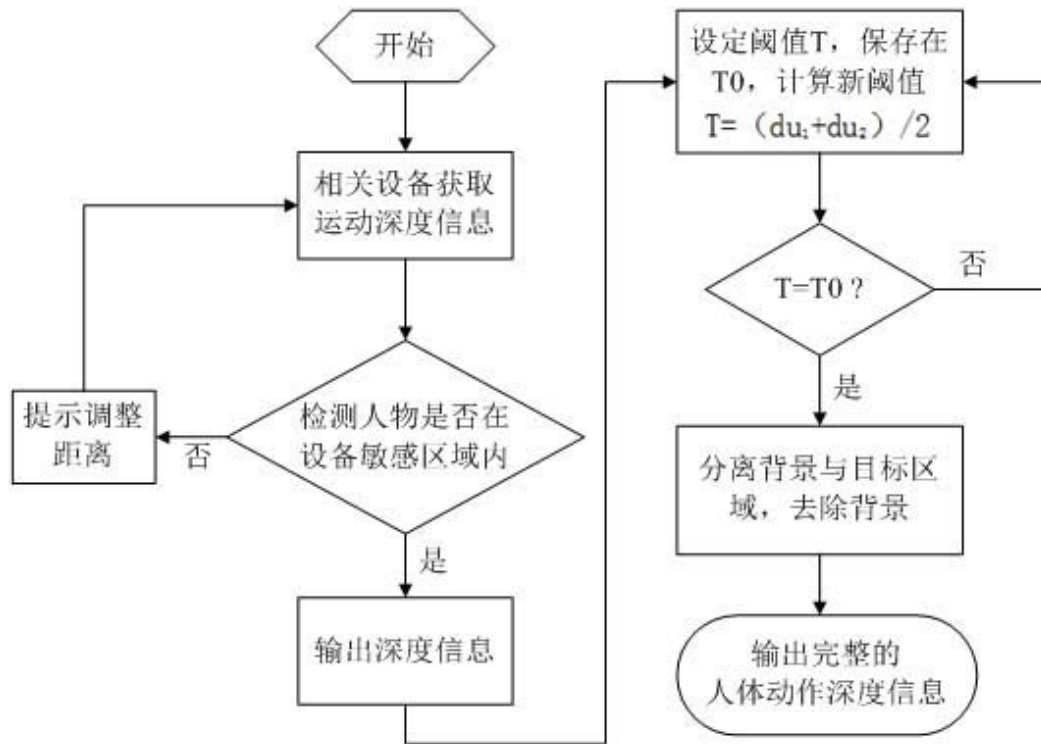 开始
相关设备获取
运动深度信息
检测人物是否在
设备敏感区域内
否
提示调整
距离
是
输出深度信息
设定阈值T，保存在
T0，计算新阈值
T=（du₁+du₂）/2
T=T0？
否
是
分离背景与目标区
域，去除背景
输出完整的
人体动作深度信息